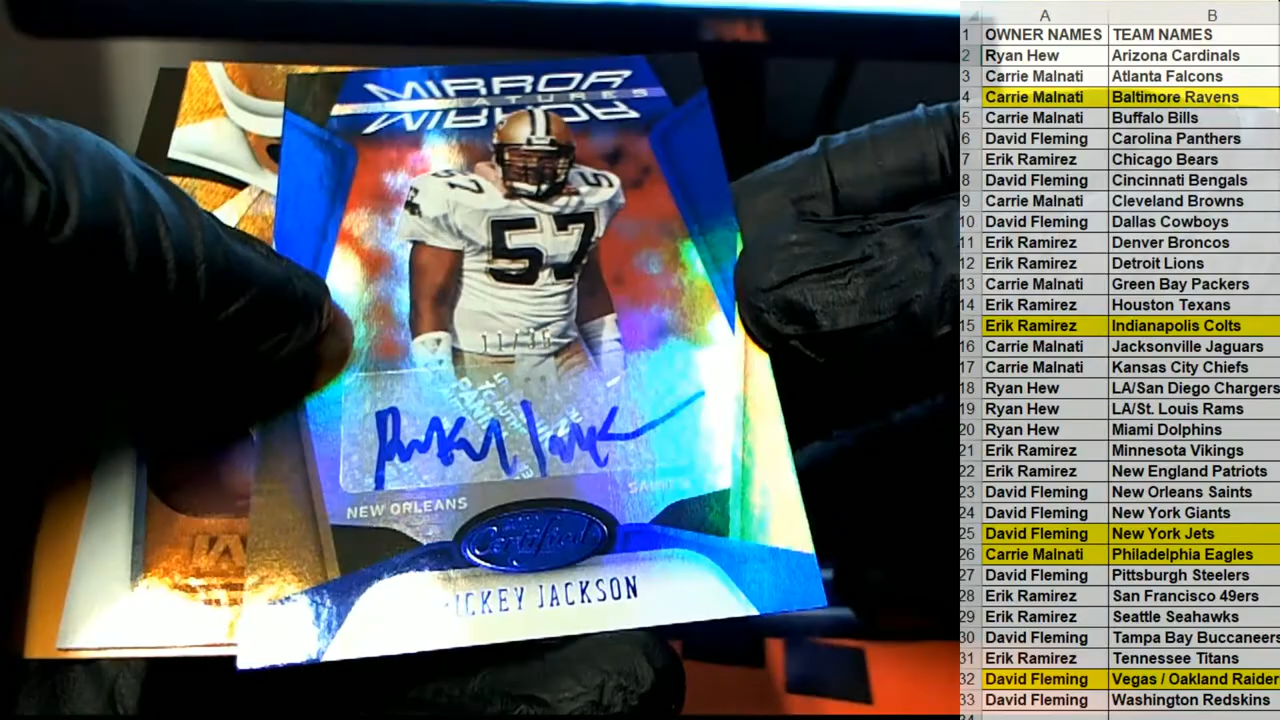 MIRROR
SIGNATURES
MIRROR
57
57
57
11/35
NEW ORLEANS
SAINTS
Certified
RICKEY JACKSON
A B
1 OWNER NAMES TEAM NAMES
2 Ryan Hew Arizona Cardinals
3 Carrie Malnati Atlanta Falcons
4 Carrie Malnati Baltimore Ravens
5 Carrie Malnati Buffalo Bills
6 David Fleming Carolina Panthers
7 Erik Ramirez Chicago Bears
8 David Fleming Cincinnati Bengals
9 Carrie Malnati Cleveland Browns
10 David Fleming Dallas Cowboys
11 Erik Ramirez Denver Broncos
12 Erik Ramirez Detroit Lions
13 Carrie Malnati Green Bay Packers
14 Erik Ramirez Houston Texans
15 Erik Ramirez Indianapolis Colts
16 Carrie Malnati Jacksonville Jaguars
17 Carrie Malnati Kansas City Chiefs
18 Ryan Hew LA/San Diego Chargers
19 Ryan Hew LA/St. Louis Rams
20 Ryan Hew Miami Dolphins
21 Erik Ramirez Minnesota Vikings
22 Erik Ramirez New England Patriots
23 David Fleming New Orleans Saints
24 David Fleming New York Giants
25 David Fleming New York Jets
26 Carrie Malnati Philadelphia Eagles
27 David Fleming Pittsburgh Steelers
28 Erik Ramirez San Francisco 49ers
29 Erik Ramirez Seattle Seahawks
30 David Fleming Tampa Bay Buccaneers
31 Erik Ramirez Tennessee Titans
32 David Fleming Vegas / Oakland Raider
33 David Fleming Washington Redskins